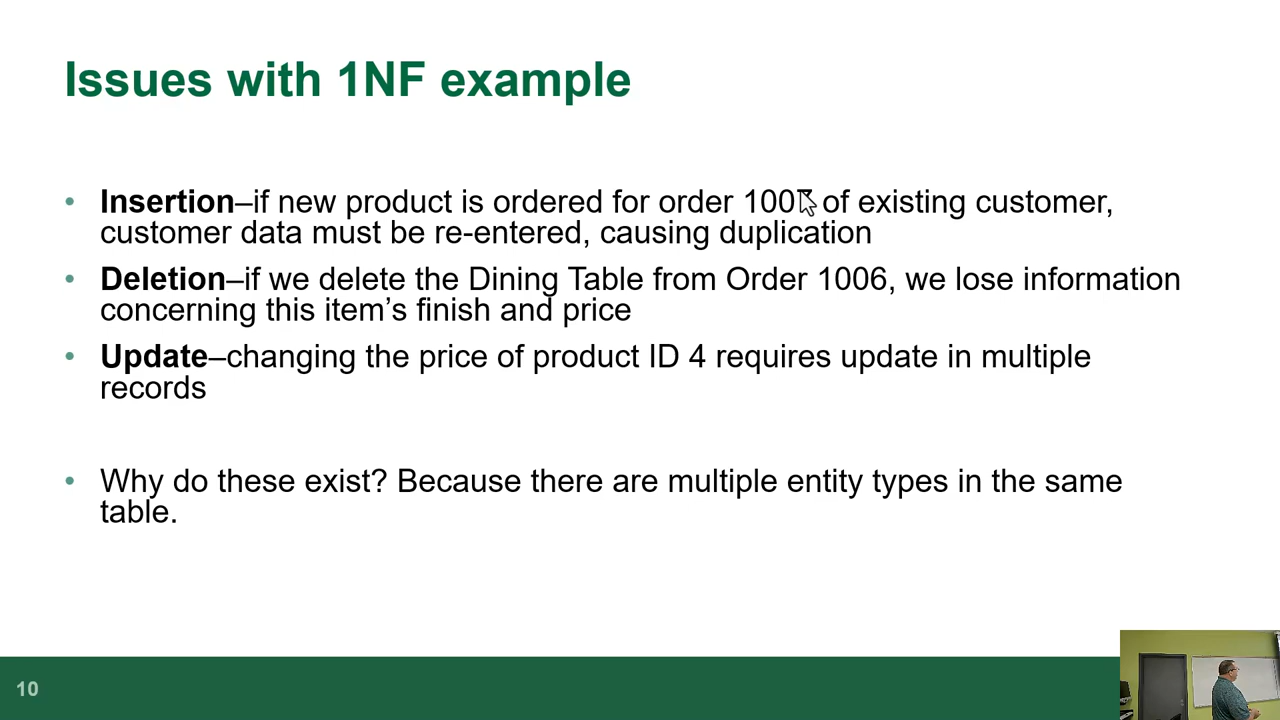 Issues with 1NF example
• Insertion–if new product is ordered for order 1007 of existing customer,
customer data must be re-entered, causing duplication
• Deletion–if we delete the Dining Table from Order 1006, we lose information
concerning this item’s finish and price
• Update–changing the price of product ID 4 requires update in multiple
records
• Why do these exist? Because there are multiple entity types in the same
table.
10